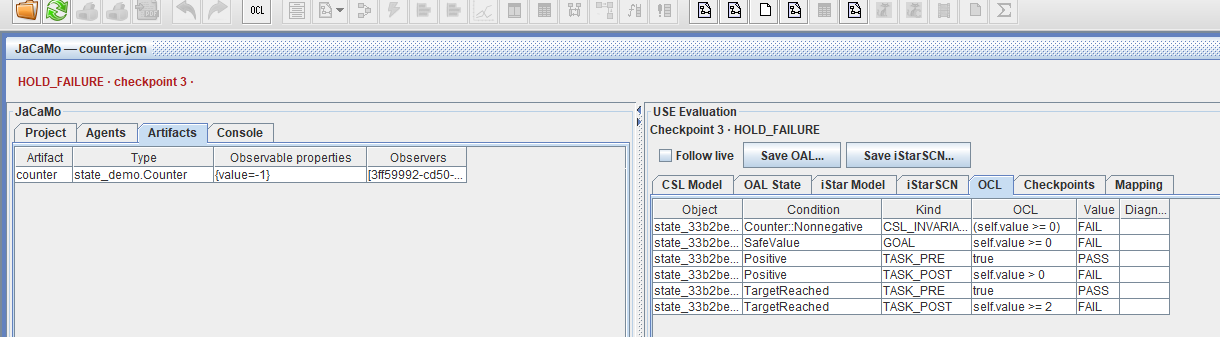 OCL
JaCaMo — counter.jcm
HOLD_FAILURE · checkpoint 3 ·
JaCaMo
Project Agents Artifacts Console
Artifact Type Observable properties Observers
counter state_demo.Counter {value=-1} [3ff59992-cd50-...
USE Evaluation
Checkpoint 3 · HOLD_FAILURE
Follow live Save OAL... Save iStarSCN...
CSL Model OAL State iStar Model iStarSCN OCL Checkpoints Mapping
Object Condition Kind OCL Value Diagn...
state_33b2be... Counter::Nonnegative CSL_INVARIA... (self.value >= 0) FAIL
state_33b2be... SafeValue GOAL self.value >= 0 FAIL
state_33b2be... Positive TASK_PRE true PASS
state_33b2be... Positive TASK_POST self.value > 0 FAIL
state_33b2be... TargetReached TASK_PRE true PASS
state_33b2be... TargetReached TASK_POST self.value >= 2 FAIL